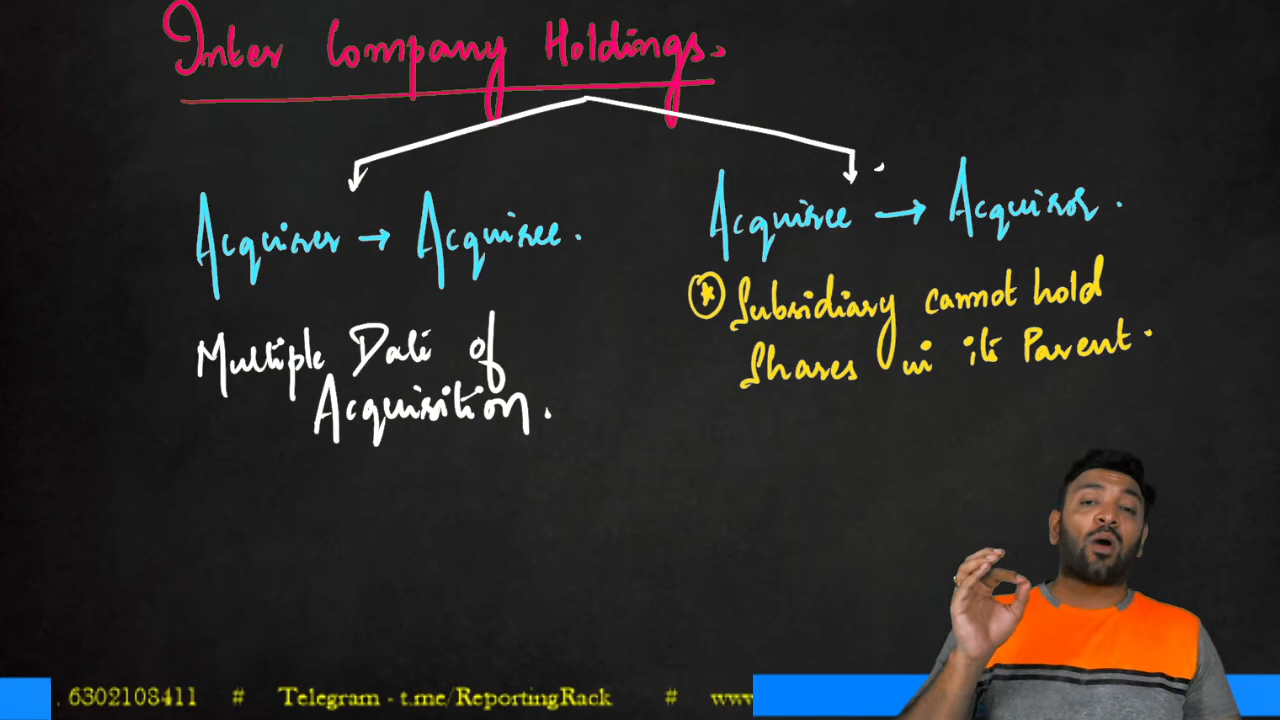 Inter Company Holdings.
Acquirer → Acquiree.
Multiple Date of
Acquisition.
Acquiree → Acquiror.
* Subsidiary cannot hold
Shares in its Parent.
. 6302108411 # Telegram - t.me/ReportingRack # www